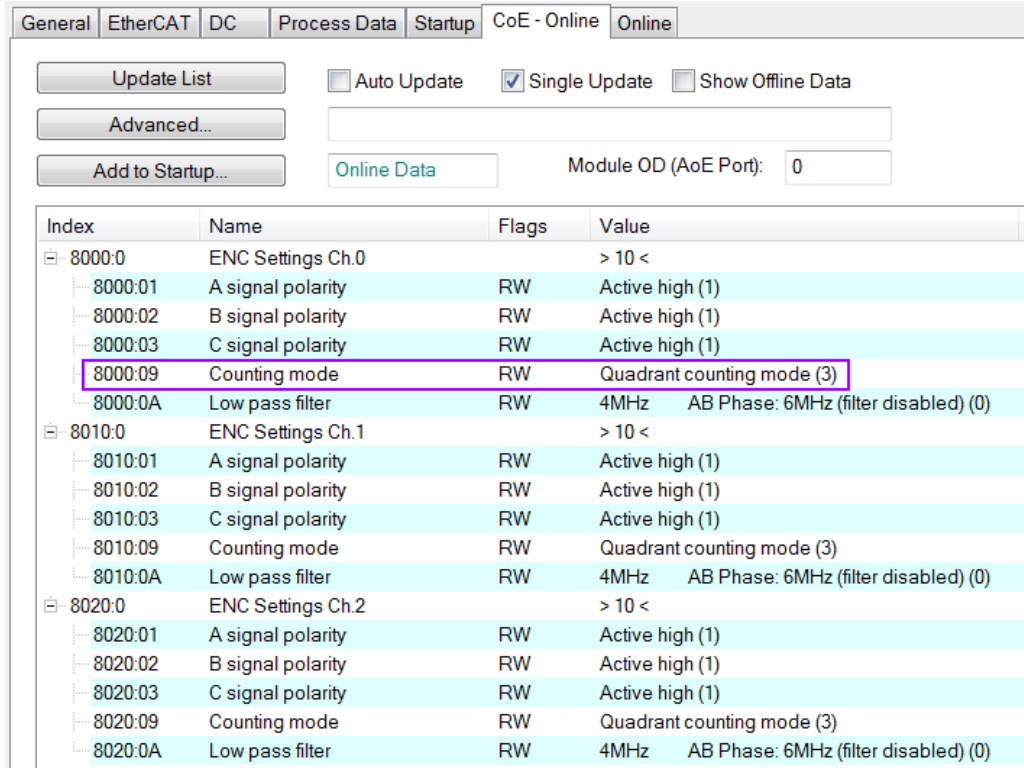 General EtherCAT DC Process Data Startup CoE - Online Online
Update List Auto Update Single Update Show Offline Data
Advanced...
Add to Startup... Online Data Module OD (AoE Port): 0
Index Name Flags Value
8000:0 ENC Settings Ch.0 > 10 <
8000:01 A signal polarity RW Active high (1)
8000:02 B signal polarity RW Active high (1)
8000:03 C signal polarity RW Active high (1)
8000:09 Counting mode RW Quadrant counting mode (3)
8000:0A Low pass filter RW 4MHz AB Phase: 6MHz (filter disabled) (0)
8010:0 ENC Settings Ch.1 > 10 <
8010:01 A signal polarity RW Active high (1)
8010:02 B signal polarity RW Active high (1)
8010:03 C signal polarity RW Active high (1)
8010:09 Counting mode RW Quadrant counting mode (3)
8010:0A Low pass filter RW 4MHz AB Phase: 6MHz (filter disabled) (0)
8020:0 ENC Settings Ch.2 > 10 <
8020:01 A signal polarity RW Active high (1)
8020:02 B signal polarity RW Active high (1)
8020:03 C signal polarity RW Active high (1)
8020:09 Counting mode RW Quadrant counting mode (3)
8020:0A Low pass filter RW 4MHz AB Phase: 6MHz (filter disabled) (0)